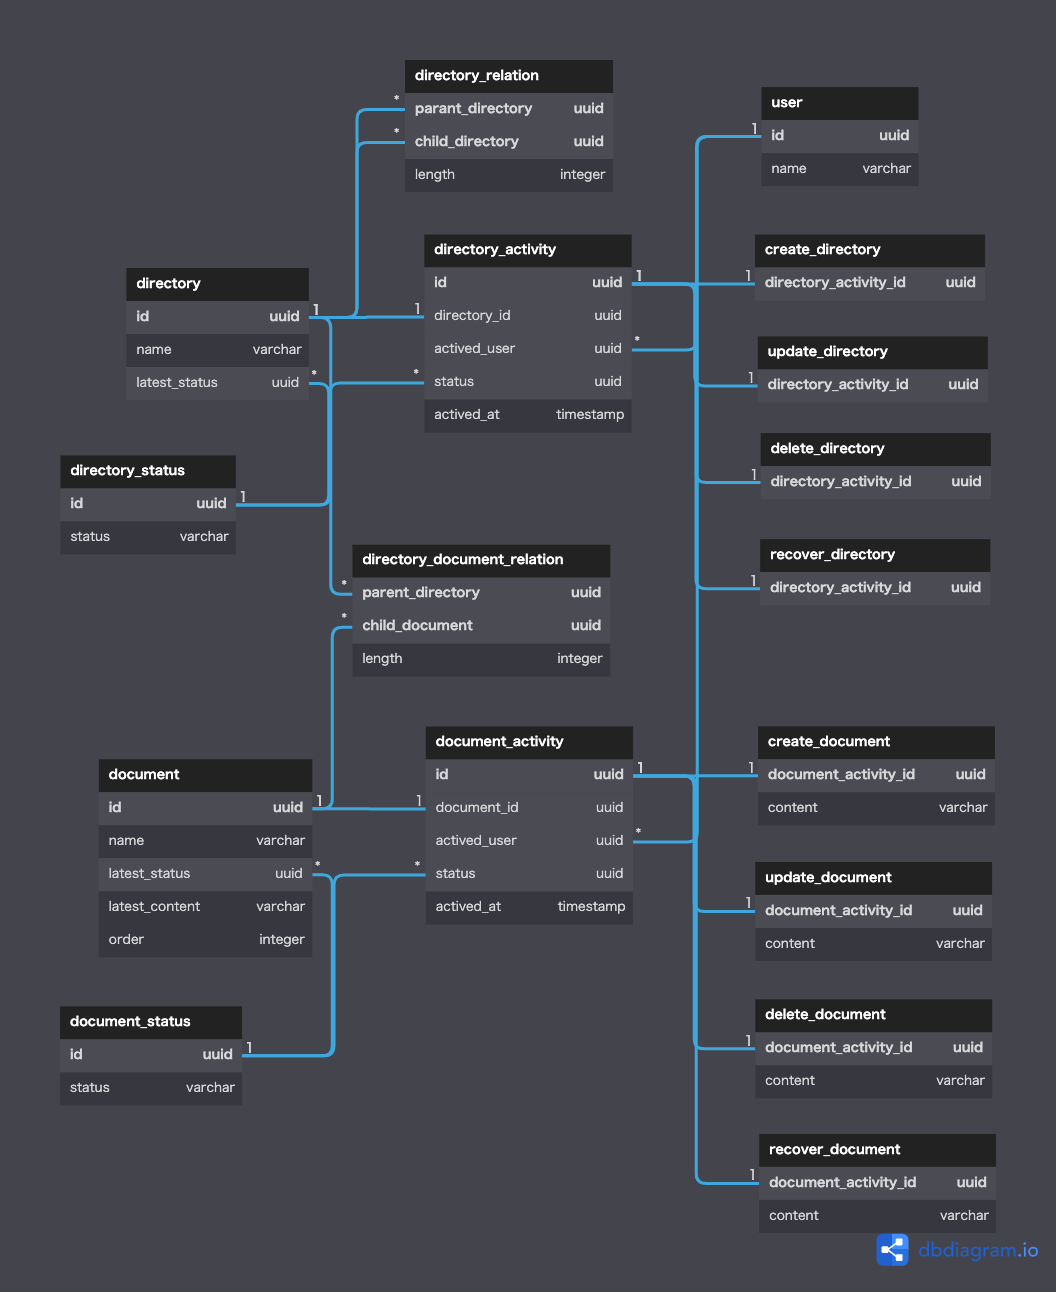 directory_relation
parant_directory uuid
child_directory uuid
length integer
user
id uuid
name varchar
directory_activity
id uuid
directory_id uuid
actived_user uuid
status uuid
actived_at timestamp
create_directory
directory_activity_id uuid
directory
id uuid
name varchar
latest_status uuid
update_directory
directory_activity_id uuid
delete_directory
directory_activity_id uuid
directory_status
id uuid
status varchar
recover_directory
directory_activity_id uuid
directory_document_relation
parent_directory uuid
child_document uuid
length integer
document_activity
id uuid
document_id uuid
actived_user uuid
status uuid
actived_at timestamp
create_document
document_activity_id uuid
content varchar
document
id uuid
name varchar
latest_status uuid
latest_content varchar
order integer
update_document
document_activity_id uuid
content varchar
delete_document
document_activity_id uuid
content varchar
document_status
id uuid
status varchar
recover_document
document_activity_id uuid
content varchar
dbdiagram.io
* * 1 1 1 1 1 * * * 1 1 1 1 1 * *
1 1 1 1 * * * 1 1 1 1